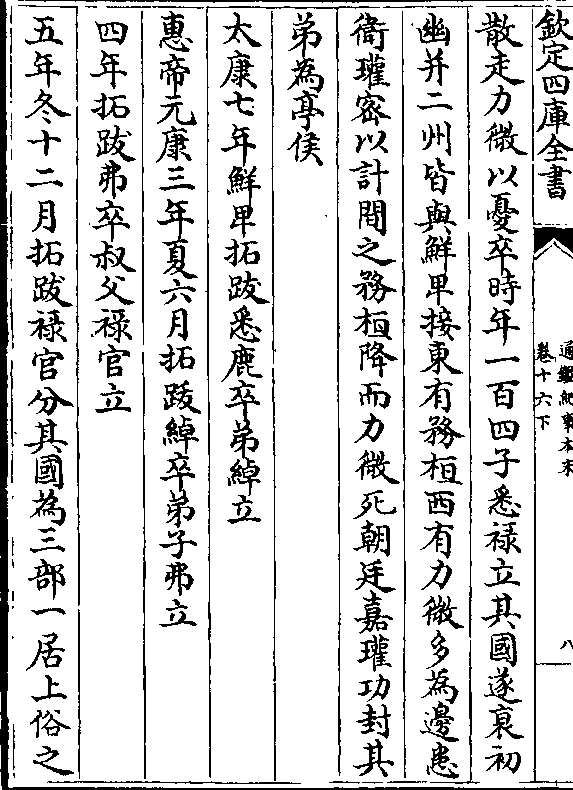 欽定四庫全書
通鑑紀事本末
卷十六下
八
散走力微以憂卒時年一百四子悉祿立其國遂衰初
幽并二州皆與鮮卑接東有務桓西有力微多為邊患
衛瓘密以計間之務桓降而力微死朝廷嘉瓘功封其
弟為亭侯
太康七年鮮卑拓跋悉鹿卒弟綽立
惠帝元康三年夏六月拓跋綽卒弟子弗立
四年拓跋弗卒叔父祿官立
五年冬十二月拓跋祿官分其國為三部一居上俗之